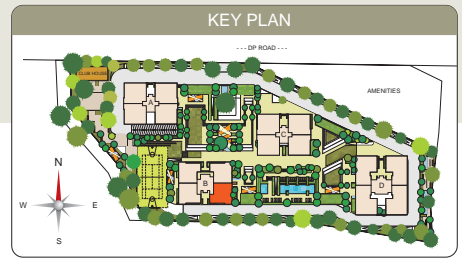 KEY PLAN
- - - DP ROAD - - -
CLUB HOUSE
AMENITIES
A
C
N
B
D
W E
S